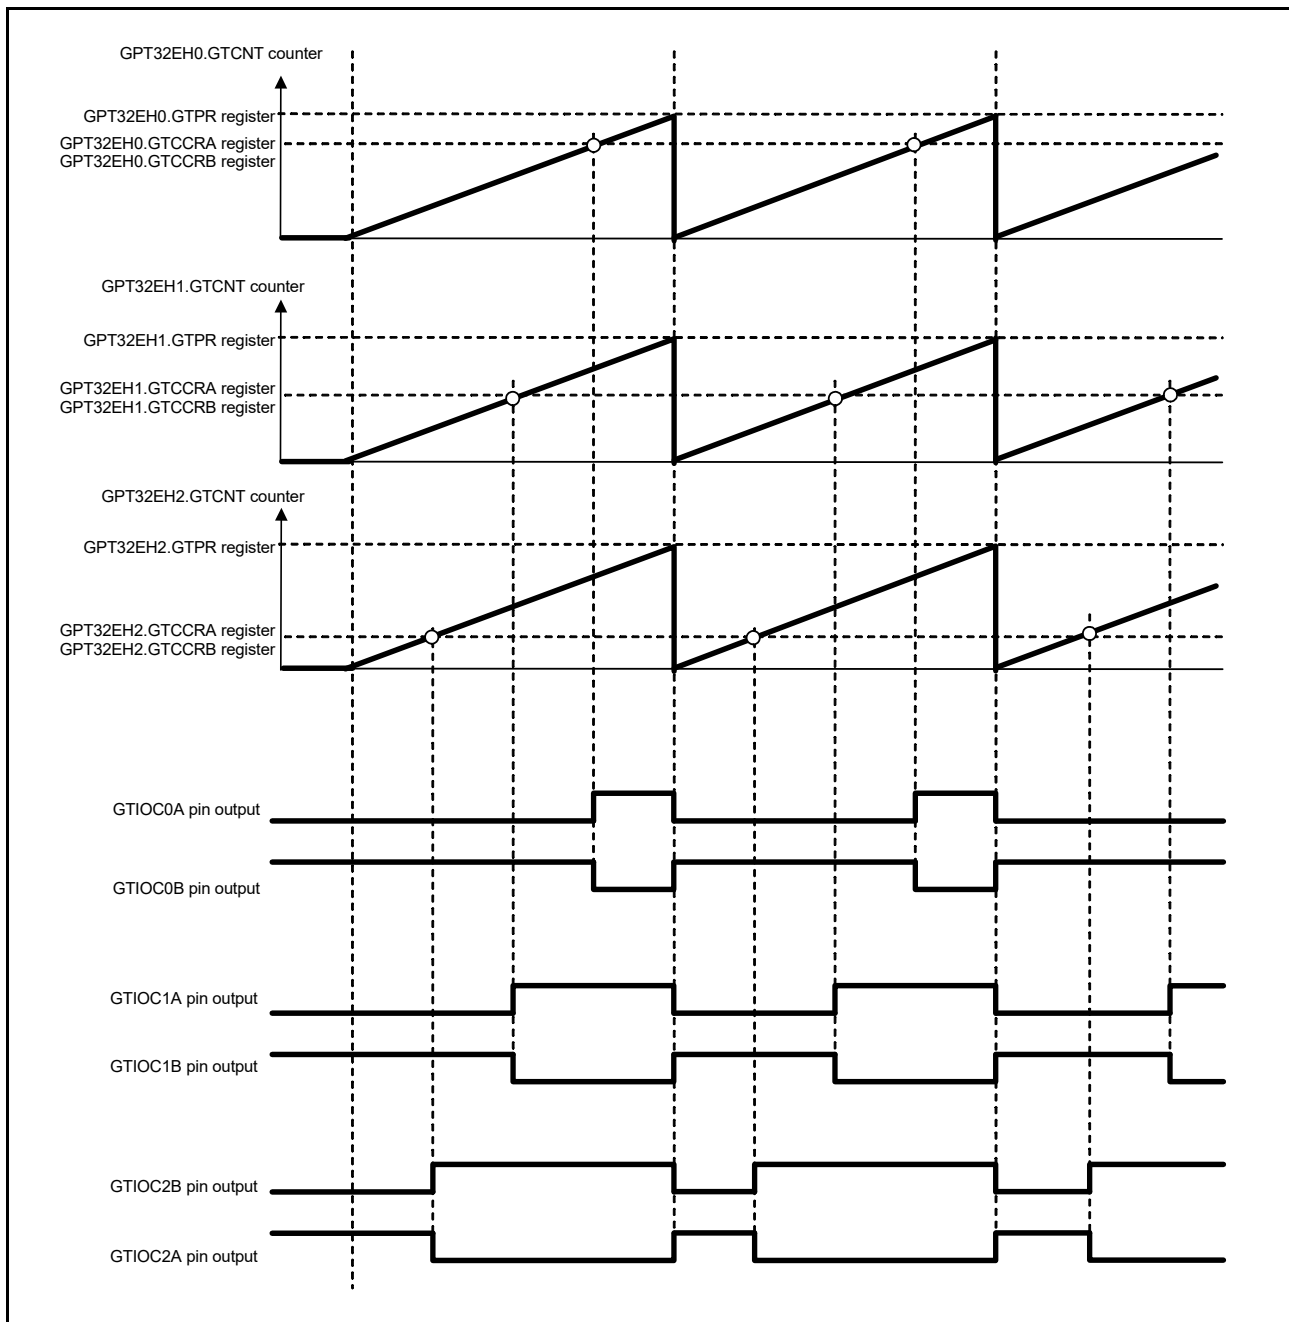 GPT32EH0.GTCNT counter
GPT32EH0.GTPR register
GPT32EH0.GTCCRA register
GPT32EH0.GTCCRB register
GPT32EH1.GTCNT counter
GPT32EH1.GTPR register
GPT32EH1.GTCCRA register
GPT32EH1.GTCCRB register
GPT32EH2.GTCNT counter
GPT32EH2.GTPR register
GPT32EH2.GTCCRA register
GPT32EH2.GTCCRB register
GTIOC0A pin output
GTIOC0B pin output
GTIOC1A pin output
GTIOC1B pin output
GTIOC2B pin output
GTIOC2A pin output